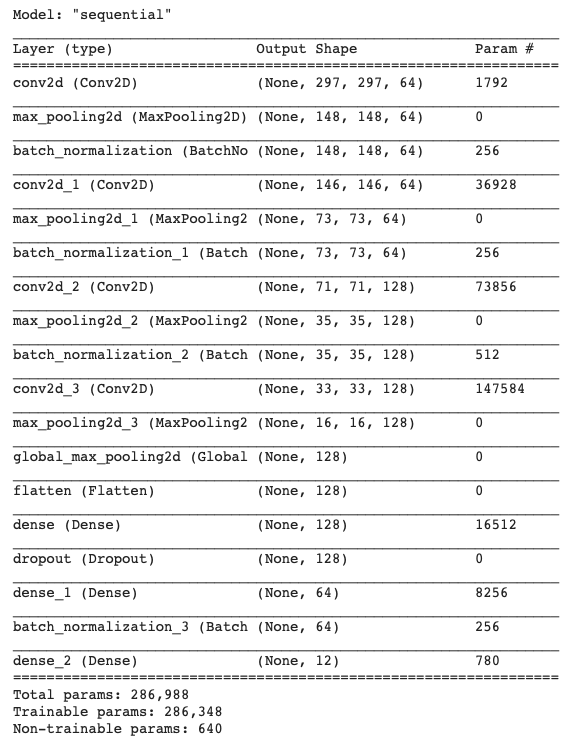 Model: "sequential"
Layer (type) Output Shape Param #
conv2d (Conv2D) (None, 297, 297, 64) 1792
max_pooling2d (MaxPooling2D) (None, 148, 148, 64) 0
batch_normalization (BatchNo (None, 148, 148, 64) 256
conv2d_1 (Conv2D) (None, 146, 146, 64) 36928
max_pooling2d_1 (MaxPooling2 (None, 73, 73, 64) 0
batch_normalization_1 (Batch (None, 73, 73, 64) 256
conv2d_2 (Conv2D) (None, 71, 71, 128) 73856
max_pooling2d_2 (MaxPooling2 (None, 35, 35, 128) 0
batch_normalization_2 (Batch (None, 35, 35, 128) 512
conv2d_3 (Conv2D) (None, 33, 33, 128) 147584
max_pooling2d_3 (MaxPooling2 (None, 16, 16, 128) 0
global_max_pooling2d (Global (None, 128) 0
flatten (Flatten) (None, 128) 0
dense (Dense) (None, 128) 16512
dropout (Dropout) (None, 128) 0
dense_1 (Dense) (None, 64) 8256
batch_normalization_3 (Batch (None, 64) 256
dense_2 (Dense) (None, 12) 780
Total params: 286,988
Trainable params: 286,348
Non-trainable params: 640